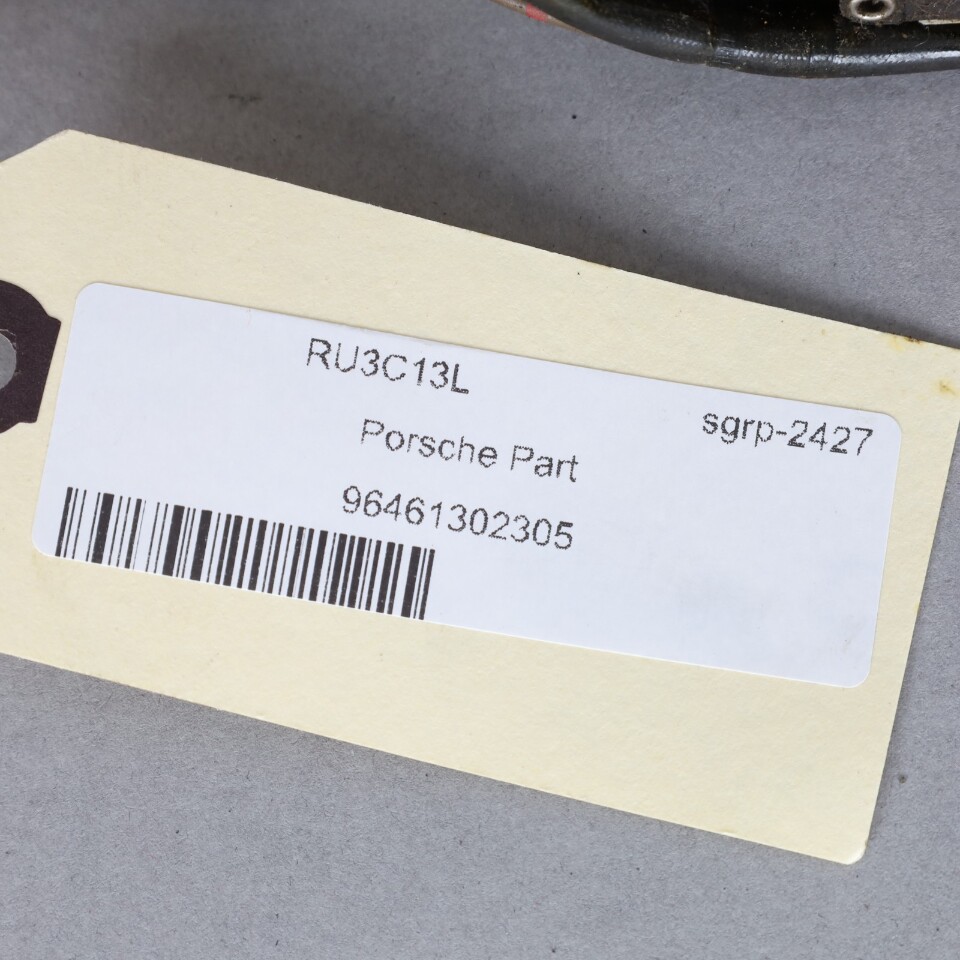 RU3C13L
sgrp-2427
Porsche Part
96461302305